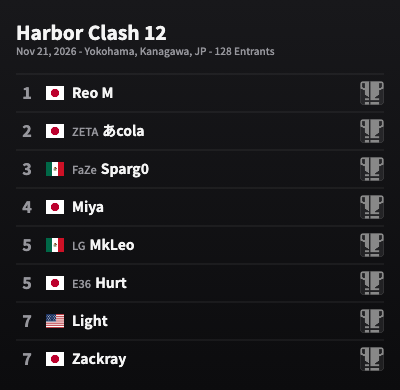 Harbor Clash 12
Nov 21, 2026 - Yokohama, Kanagawa, JP - 128 Entrants
1 Reo M
2 ZETA あcola
3 FaZe Sparg0
4 Miya
5 LG MkLeo
5 E36 Hurt
7 Light
7 Zackray